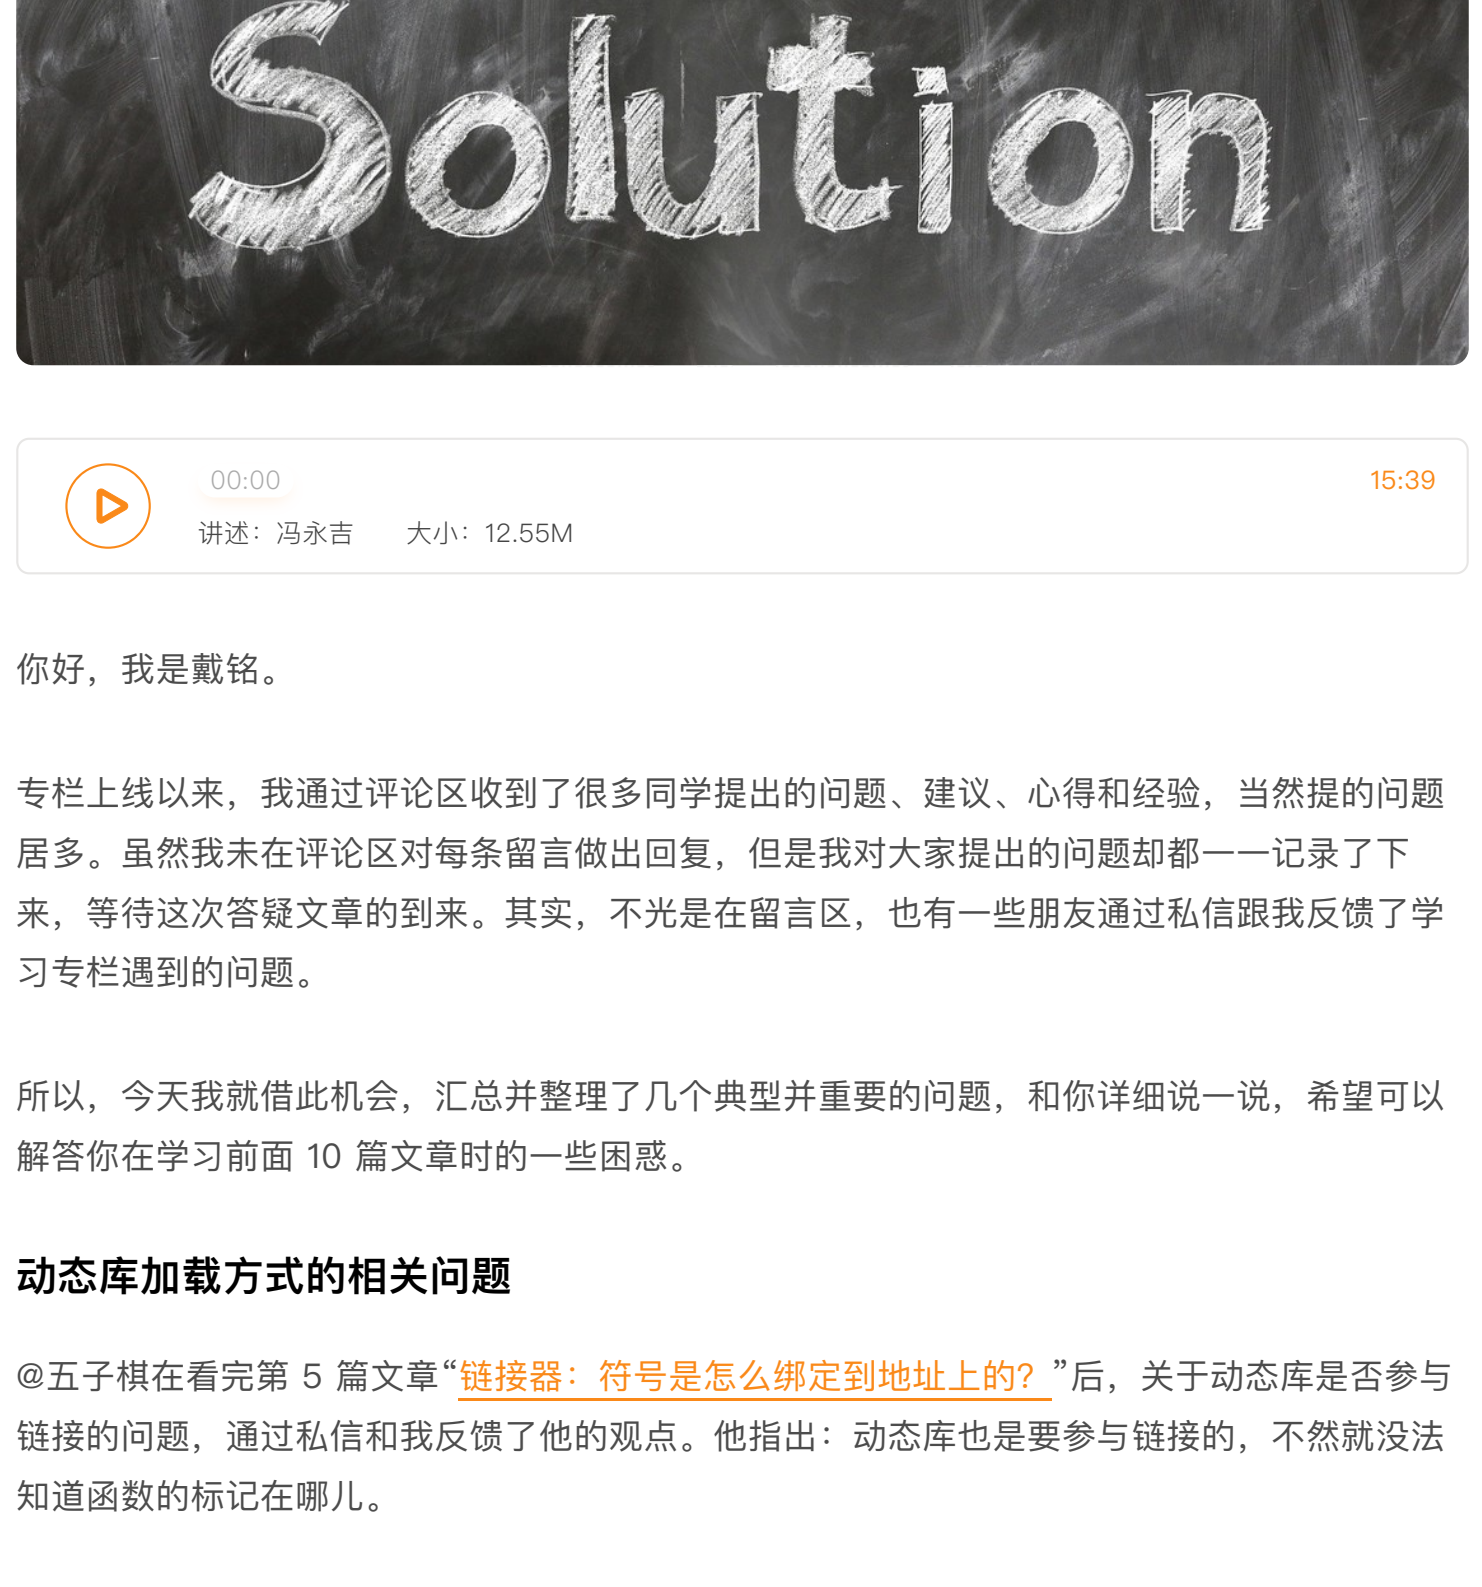 Solution
00:00
15:39
讲述：冯永吉 大小：12.55M
你好，我是戴铭。
专栏上线以来，我通过评论区收到了很多同学提出的问题、建议、心得和经验，当然提的问题
居多。虽然我未在评论区对每条留言做出回复，但是我对大家提出的问题却都一一记录了下
来，等待这次答疑文章的到来。其实，不光是在留言区，也有一些朋友通过私信跟我反馈了学
习专栏遇到的问题。
所以，今天我就借此机会，汇总并整理了几个典型并重要的问题，和你详细说一说，希望可以
解答你在学习前面 10 篇文章时的一些困惑。
动态库加载方式的相关问题
@五子棋在看完第 5 篇文章“链接器：符号是怎么绑定到地址上的？”后，关于动态库是否参与
链接的问题，通过私信和我反馈了他的观点。他指出：动态库也是要参与链接的，不然就没法
知道函数的标记在哪儿。